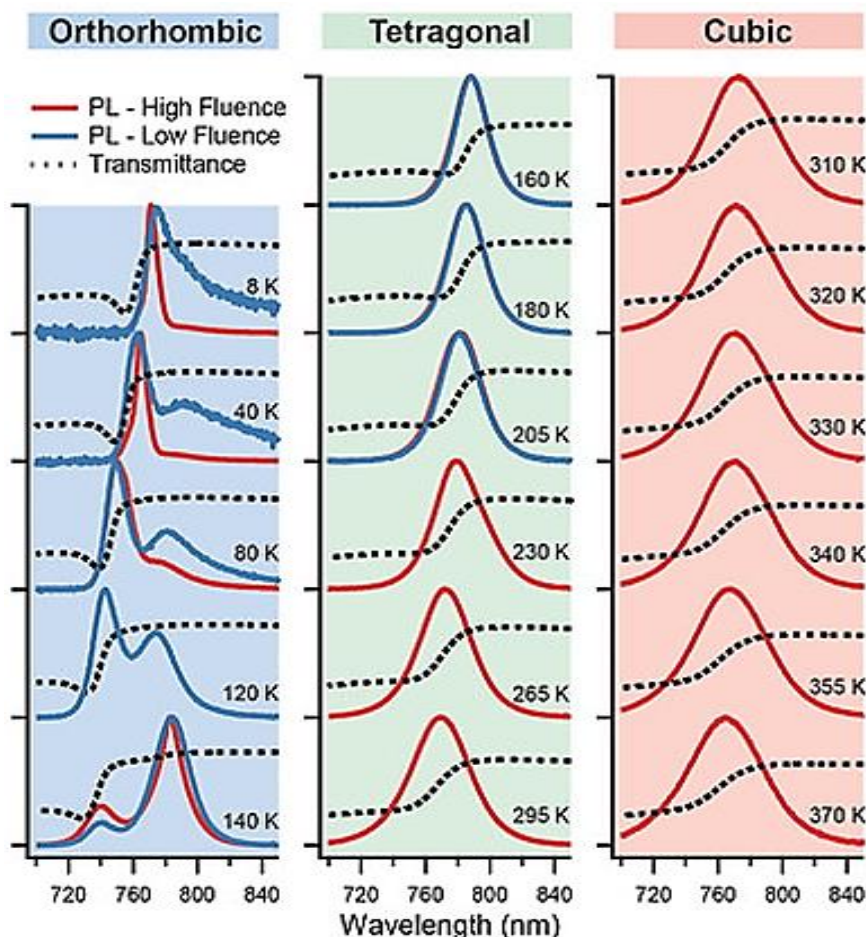 Orthorhombic
Tetragonal
Cubic
PL - High Fluence
PL - Low Fluence
Transmittance
8 K
40 K
80 K
120 K
140 K
160 K
180 K
205 K
230 K
265 K
295 K
310 K
320 K
330 K
340 K
355 K
370 K
720 760 800 840
720 760 800 840
720 760 800 840
Wavelength (nm)